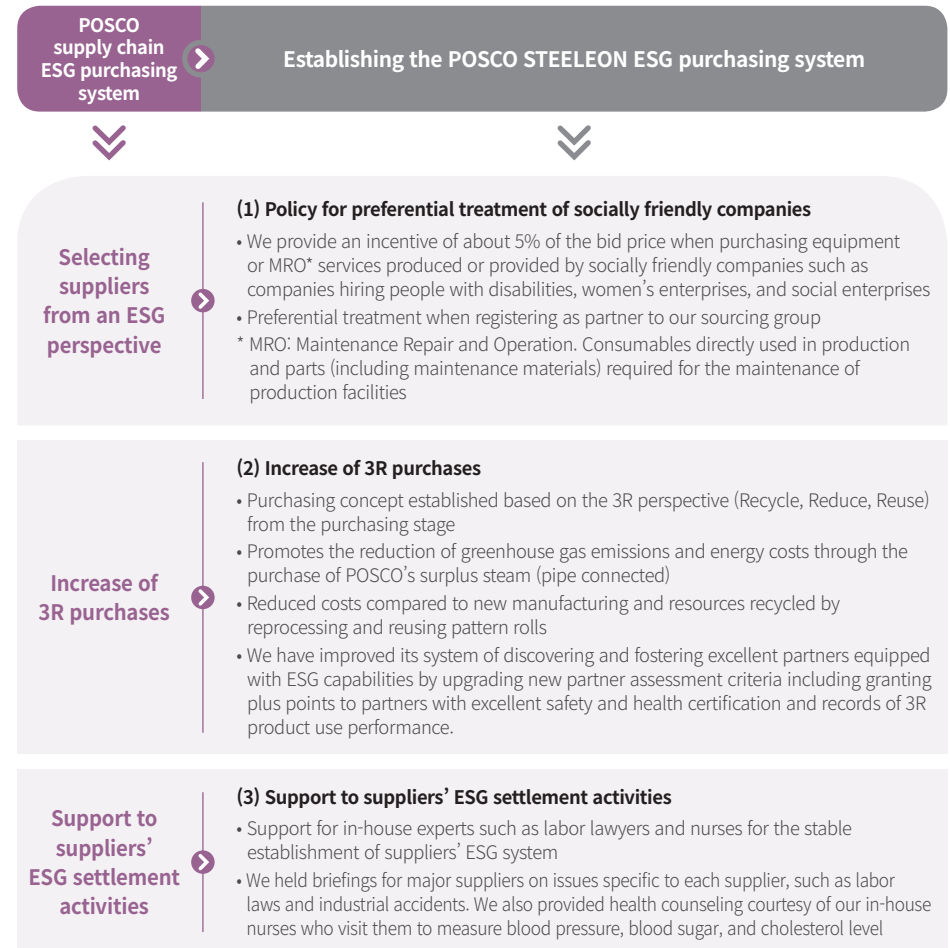 POSCO
supply chain
ESG purchasing
system
Establishing the POSCO STEELEON ESG purchasing system
Selecting
suppliers
from an ESG
perspective
(1) Policy for preferential treatment of socially friendly companies
• We provide an incentive of about 5% of the bid price when purchasing equipment
or MRO* services produced or provided by socially friendly companies such as
companies hiring people with disabilities, women's enterprises, and social enterprises
• Preferential treatment when registering as partner to our sourcing group
* MRO: Maintenance Repair and Operation. Consumables directly used in production
and parts (including maintenance materials) required for the maintenance of
production facilities
Increase of
3R purchases
(2) Increase of 3R purchases
• Purchasing concept established based on the 3R perspective (Recycle, Reduce, Reuse)
from the purchasing stage
• Promotes the reduction of greenhouse gas emissions and energy costs through the
purchase of POSCO's surplus steam (pipe connected)
• Reduced costs compared to new manufacturing and resources recycled by
reprocessing and reusing pattern rolls
• We have improved its system of discovering and fostering excellent partners equipped
with ESG capabilities by upgrading new partner assessment criteria including granting
plus points to partners with excellent safety and health certification and records of 3R
product use performance.
Support to
suppliers'
ESG settlement
activities
(3) Support to suppliers' ESG settlement activities
• Support for in-house experts such as labor lawyers and nurses for the stable
establishment of suppliers' ESG system
• We held briefings for major suppliers on issues specific to each supplier, such as labor
laws and industrial accidents. We also provided health counseling courtesy of our in-house
nurses who visit them to measure blood pressure, blood sugar, and cholesterol level